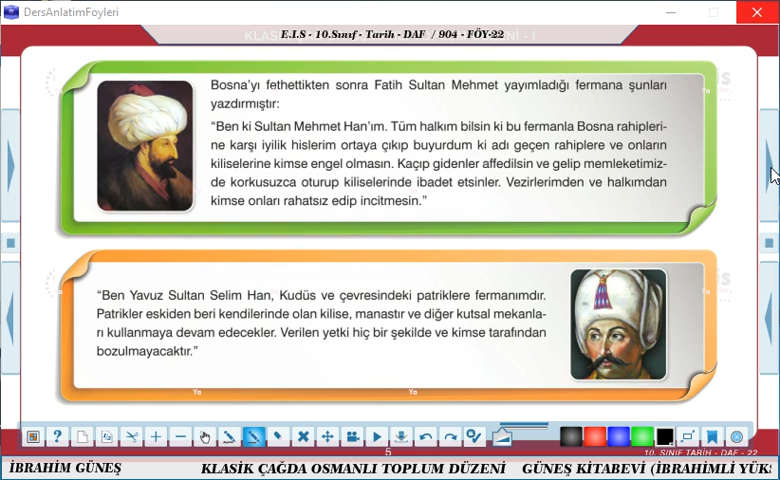 DersAnlatimFoyleri
E.I.S - 10.Sınıf - Tarih - DAF / 904 - FÖY-22
Bosna'yı fethettikten sonra Fatih Sultan Mehmet yayımladığı fermana şunları
yazdırmıştır:
"Ben ki Sultan Mehmet Han'ım. Tüm halkım bilsin ki bu fermanla Bosna rahipleri-
ne karşı iyilik hislerim ortaya çıkıp buyurdum ki adı geçen rahiplere ve onların
kiliselerine kimse engel olmasın. Kaçıp gidenler affedilsin ve gelip memleketimiz-
de korkusuzca oturup kiliselerinde ibadet etsinler. Vezirlerimden ve halkımdan
kimse onları rahatsız edip incitmesin."
"Ben Yavuz Sultan Selim Han, Kudüs ve çevresindeki patriklere fermanımdır.
Patrikler eskiden beri kendilerinde olan kilise, manastır ve diğer kutsal mekanla-
rı kullanmaya devam edecekler. Verilen yetki hiç bir şekilde ve kimse tarafından
bozulmayacaktır."
Ya
Ya
5
10. SINIF TARİH - DAF - 22
İBRAHİM GÜNEŞ KLASİK ÇAĞDA OSMANLI TOPLUM DÜZENİ GÜNEŞ KİTABEVİ (İBRAHİMLİ YÜKS